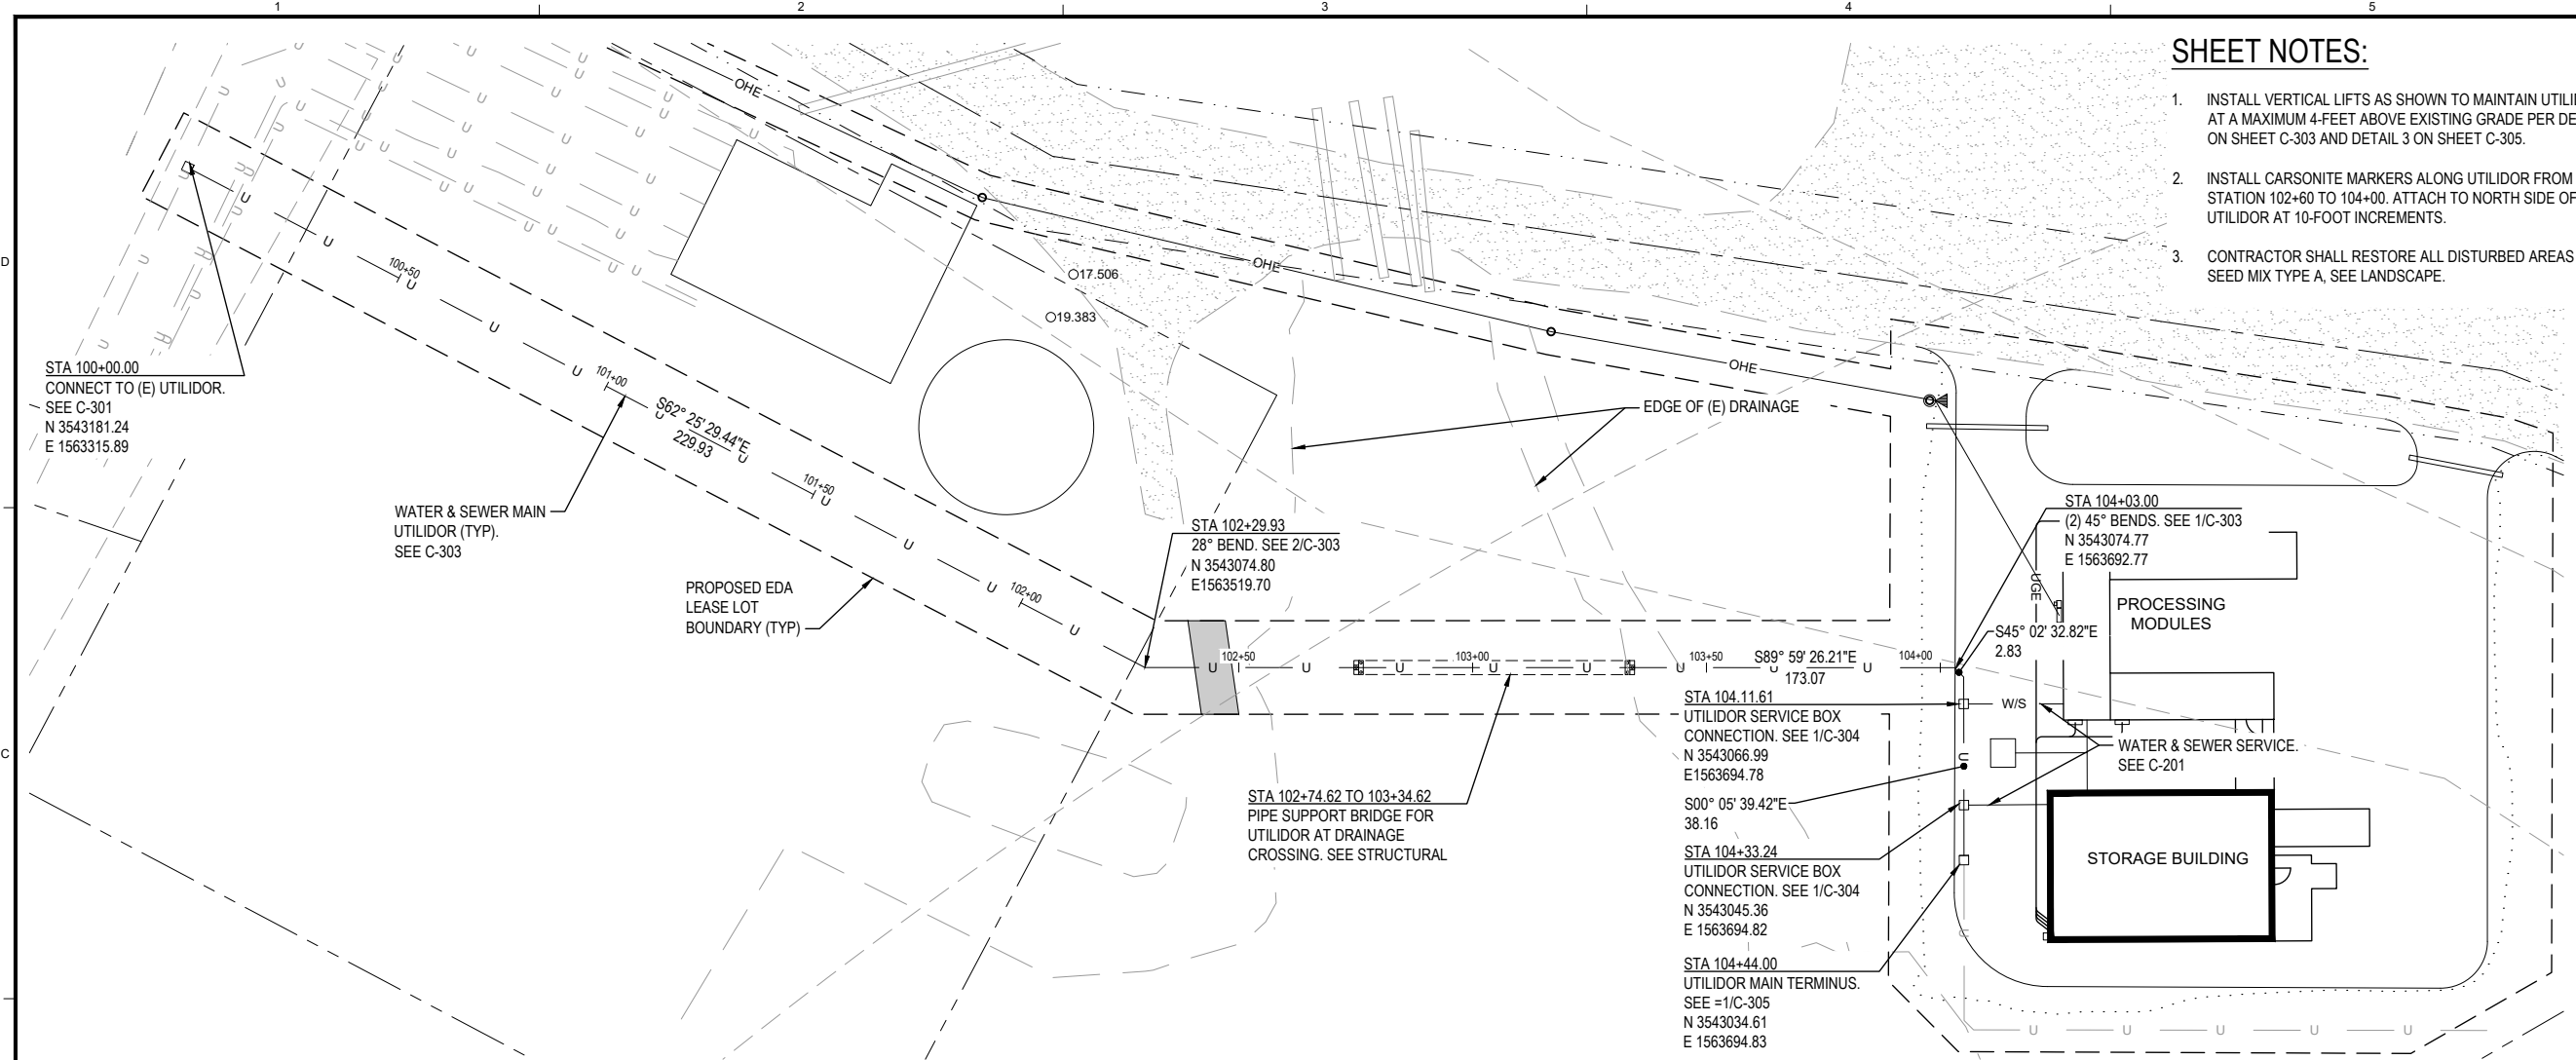 1
2
3
4
5
D
C
SHEET NOTES:
1. INSTALL VERTICAL LIFTS AS SHOWN TO MAINTAIN
AT A MAXIMUM 4-FEET ABOVE EXISTING GRADE PER
ON SHEET C-303 AND DETAIL 3 ON SHEET C-305.
2. INSTALL CARSONITE MARKERS ALONG UTILIDOR FROM
STATION 102+60 TO 104+00. ATTACH TO NORTH SIDE OF
UTILIDOR AT 10-FOOT INCREMENTS.
3. CONTRACTOR SHALL RESTORE ALL DISTURBED AREAS
SEED MIX TYPE A, SEE LANDSCAPE.
OHE
OHE
OHE
17.506
19.383
STA 100+00.00
CONNECT TO (E) UTILIDOR.
SEE C-301
N 3543181.24
E 1563315.89
100+50
101+00
S62° 25' 29.44"E
229.93
101+50
102+00
WATER & SEWER MAIN
UTILIDOR (TYP).
SEE C-303
PROPOSED EDA
LEASE LOT
BOUNDARY (TYP)
EDGE OF (E) DRAINAGE
STA 102+29.93
28° BEND. SEE 2/C-303
N 3543074.80
E1563519.70
102+50
103+00
103+50
104+00
S89° 59' 26.21"E
173.07
STA 102+74.62 TO 103+34.62
PIPE SUPPORT BRIDGE FOR
UTILIDOR AT DRAINAGE
CROSSING. SEE STRUCTURAL
STA 104+03.00
(2) 45° BENDS. SEE 1/C-303
N 3543074.77
E 1563692.77
UGE
PROCESSING
MODULES
S45° 02' 32.82"E
2.83
STA 104.11.61
UTILIDOR SERVICE BOX
CONNECTION. SEE 1/C-304
N 3543066.99
E1563694.78
W/S
WATER & SEWER SERVICE.
SEE C-201
S00° 05' 39.42"E
38.16
STA 104+33.24
UTILIDOR SERVICE BOX
CONNECTION. SEE 1/C-304
N 3543045.36
E 1563694.82
STORAGE BUILDING
STA 104+44.00
UTILIDOR MAIN TERMINUS.
SEE =1/C-305
N 3543034.61
E 1563694.83
U U U U U